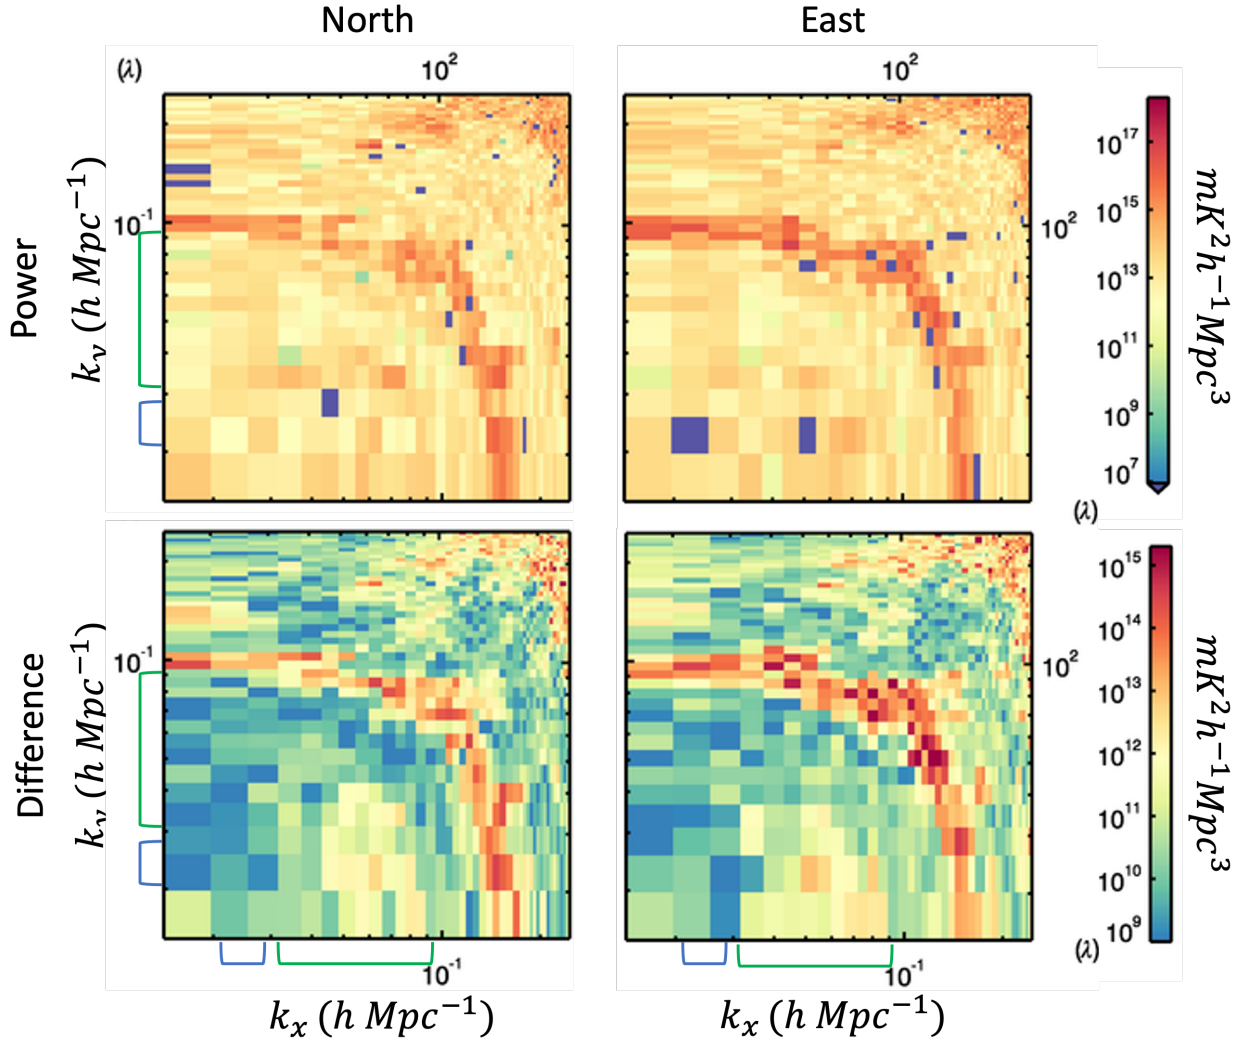 North East
(λ) 10² 10²
Power
k_ν (h Mpc⁻¹)
10⁻¹
10²
(λ)
10¹⁷
10¹⁵
10¹³
10¹¹
10⁹
10⁷
mK²h⁻¹Mpc³
Difference
k_ν (h Mpc⁻¹)
10⁻¹
10²
(λ)
10¹⁵
10¹⁴
10¹³
10¹²
10¹¹
10¹⁰
10⁹
mK²h⁻¹Mpc³
10⁻¹ 10⁻¹
k_x (h Mpc⁻¹) k_x (h Mpc⁻¹)